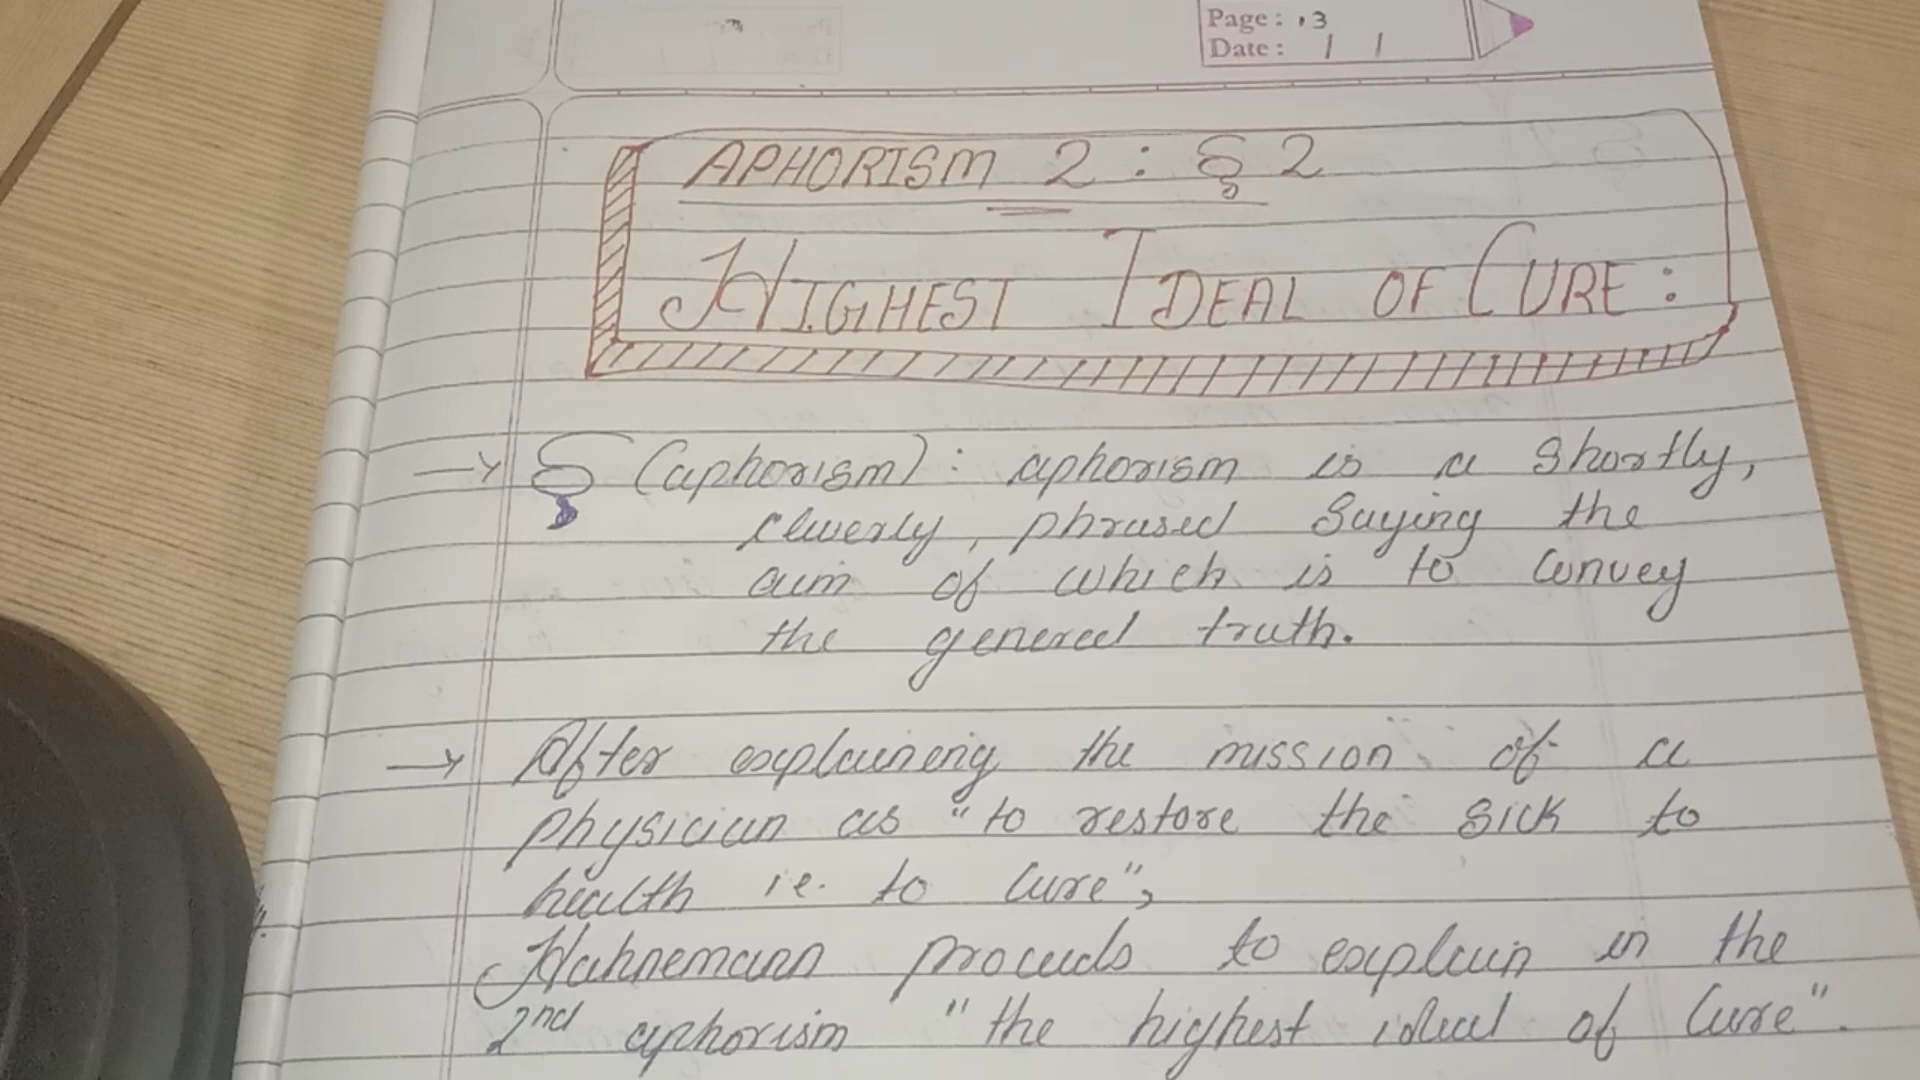 Page: 13
Date: / /
APHORISM 2 : § 2
HIGHEST IDEAL OF CURE:
→ § (aphorism): aphorism is a shortly,
cleverly, phrased saying the
aim of which is to convey
the general truth.
→ After explaining the mission of a
physician as "to restore the sick to
health i.e. to cure",
Hahnemann proceeds to explain in the
2nd aphorism "the highest ideal of cure".